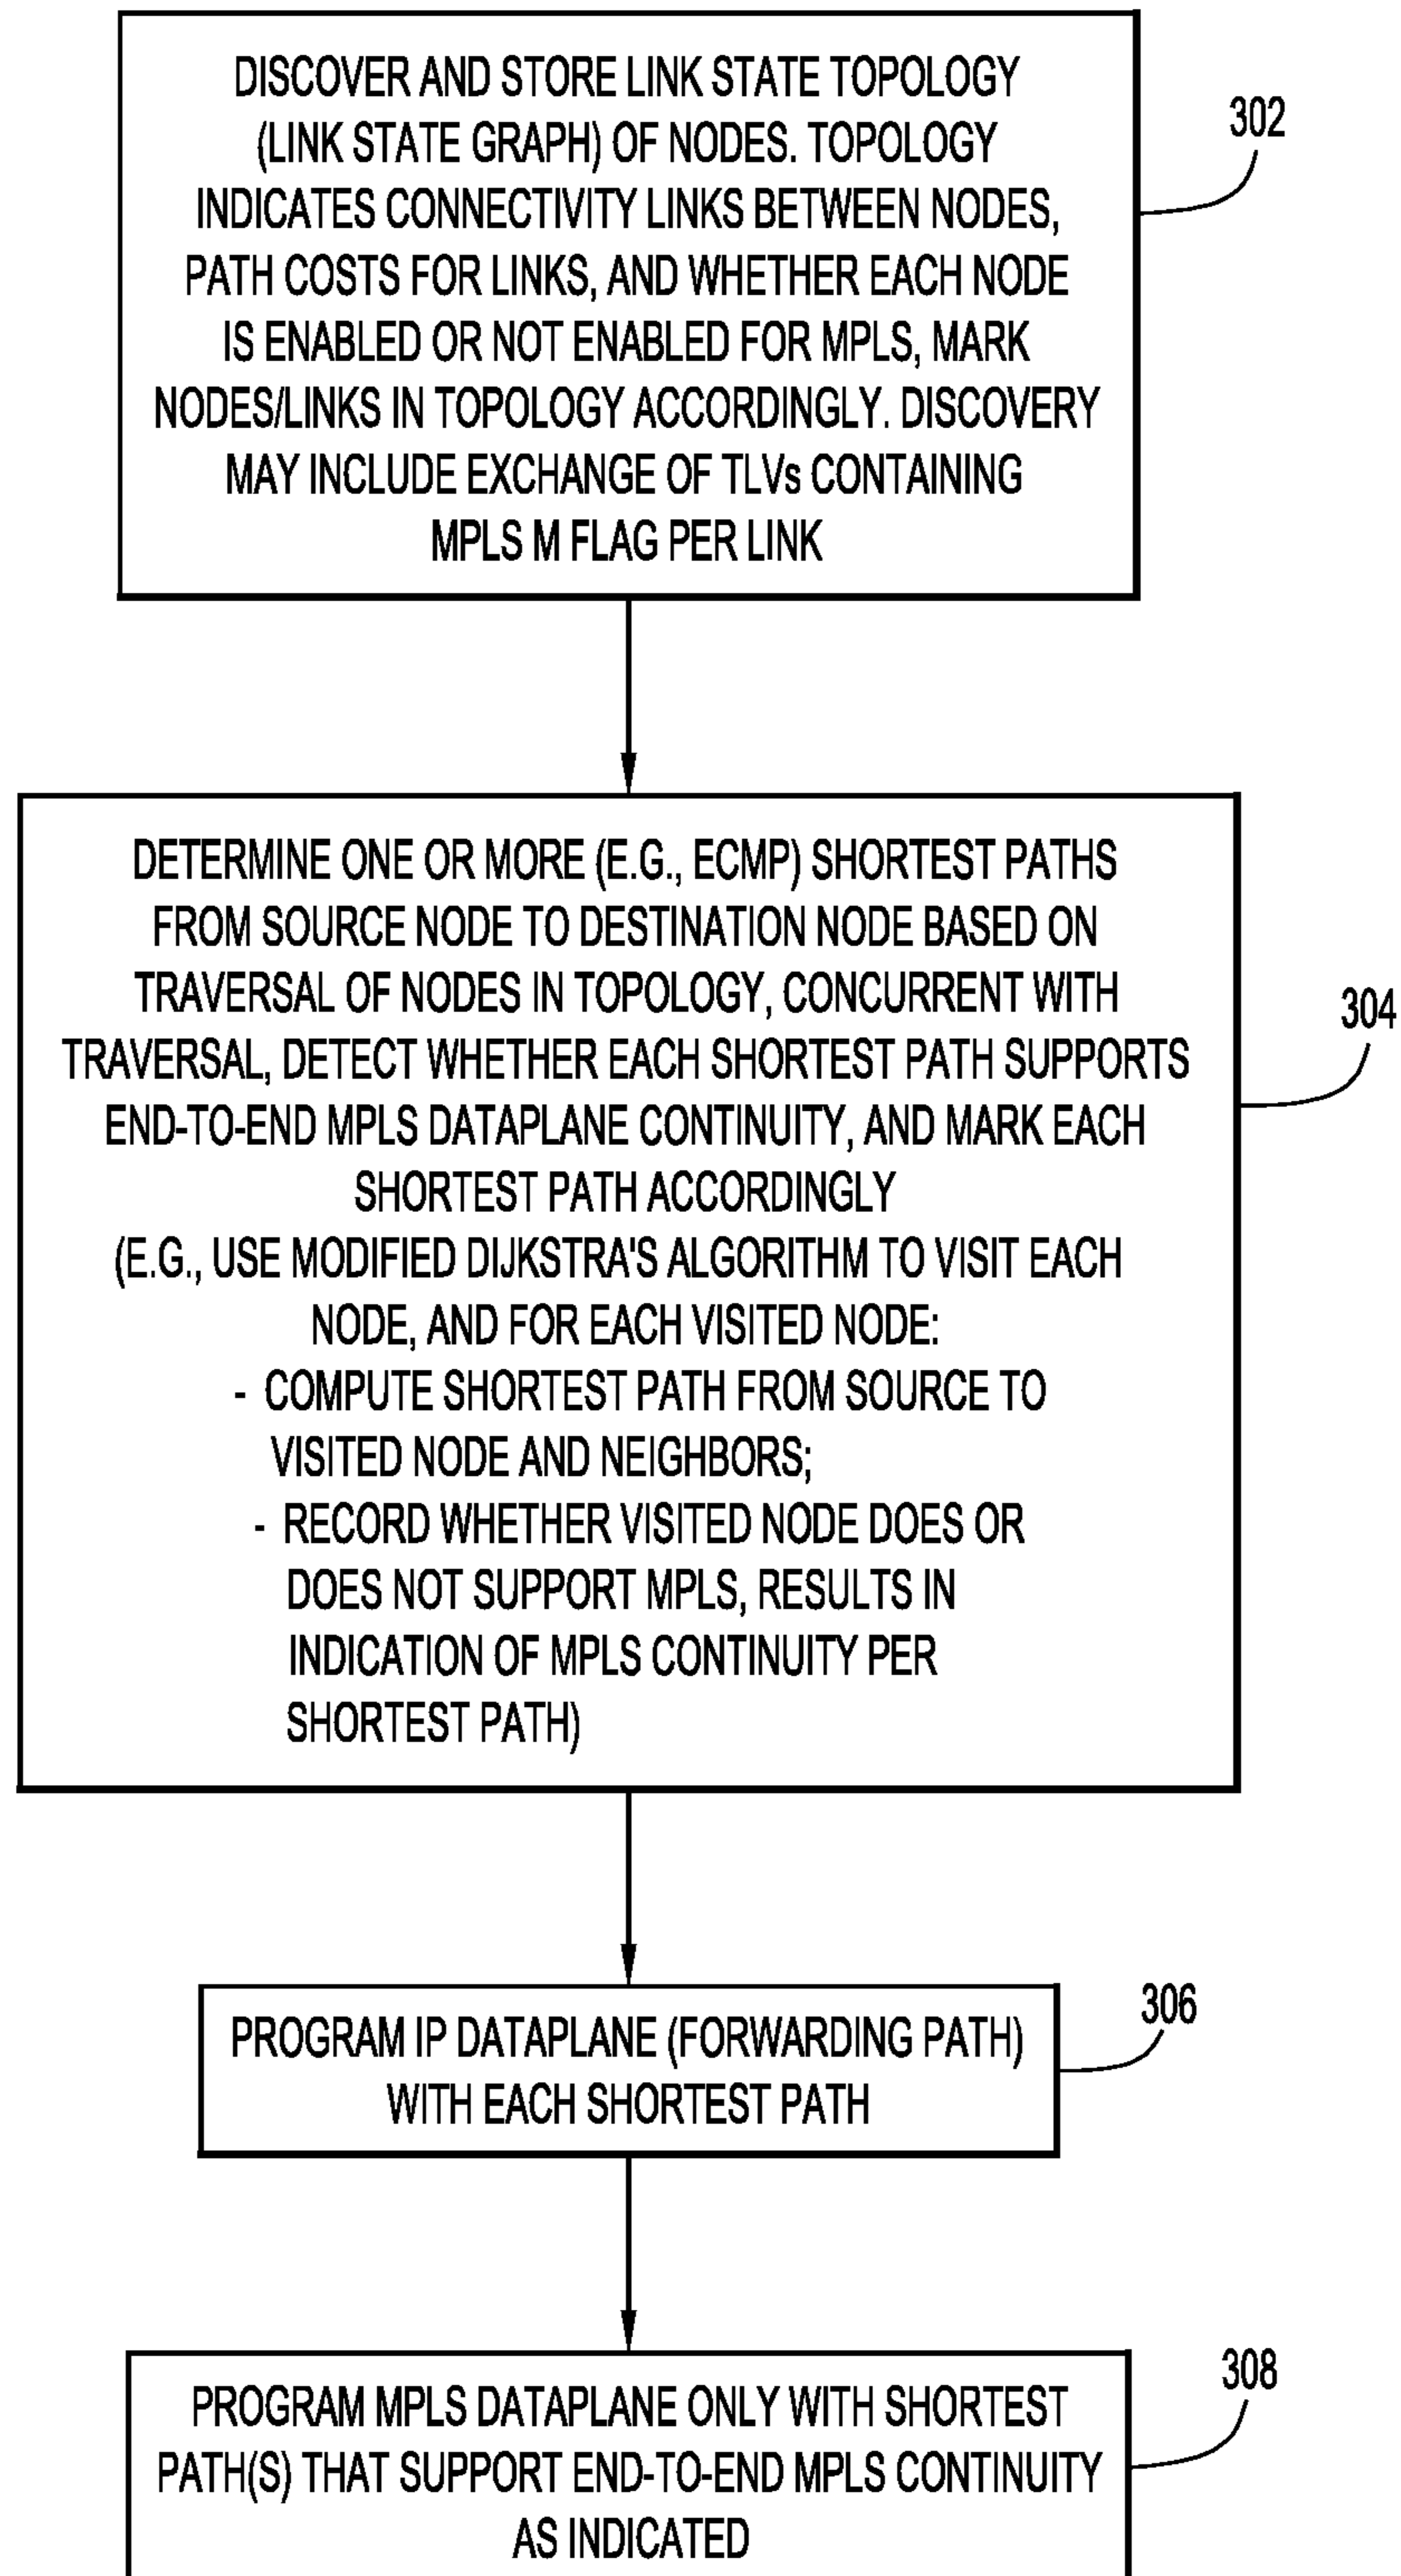 DISCOVER AND STORE LINK STATE TOPOLOGY
(LINK STATE GRAPH) OF NODES. TOPOLOGY
INDICATES CONNECTIVITY LINKS BETWEEN NODES,
PATH COSTS FOR LINKS, AND WHETHER EACH NODE
IS ENABLED OR NOT ENABLED FOR MPLS, MARK
NODES/LINKS IN TOPOLOGY ACCORDINGLY. DISCOVERY
MAY INCLUDE EXCHANGE OF TLVs CONTAINING
MPLS M FLAG PER LINK
302
DETERMINE ONE OR MORE (E.G., ECMP) SHORTEST PATHS
FROM SOURCE NODE TO DESTINATION NODE BASED ON
TRAVERSAL OF NODES IN TOPOLOGY, CONCURRENT WITH
TRAVERSAL, DETECT WHETHER EACH SHORTEST PATH SUPPORTS
END-TO-END MPLS DATAPLANE CONTINUITY, AND MARK EACH
SHORTEST PATH ACCORDINGLY
(E.G., USE MODIFIED DIJKSTRA'S ALGORITHM TO VISIT EACH
NODE, AND FOR EACH VISITED NODE:
- COMPUTE SHORTEST PATH FROM SOURCE TO
VISITED NODE AND NEIGHBORS;
- RECORD WHETHER VISITED NODE DOES OR
DOES NOT SUPPORT MPLS, RESULTS IN
INDICATION OF MPLS CONTINUITY PER
SHORTEST PATH)
304
PROGRAM IP DATAPLANE (FORWARDING PATH)
WITH EACH SHORTEST PATH
306
PROGRAM MPLS DATAPLANE ONLY WITH SHORTEST
PATH(S) THAT SUPPORT END-TO-END MPLS CONTINUITY
AS INDICATED
308